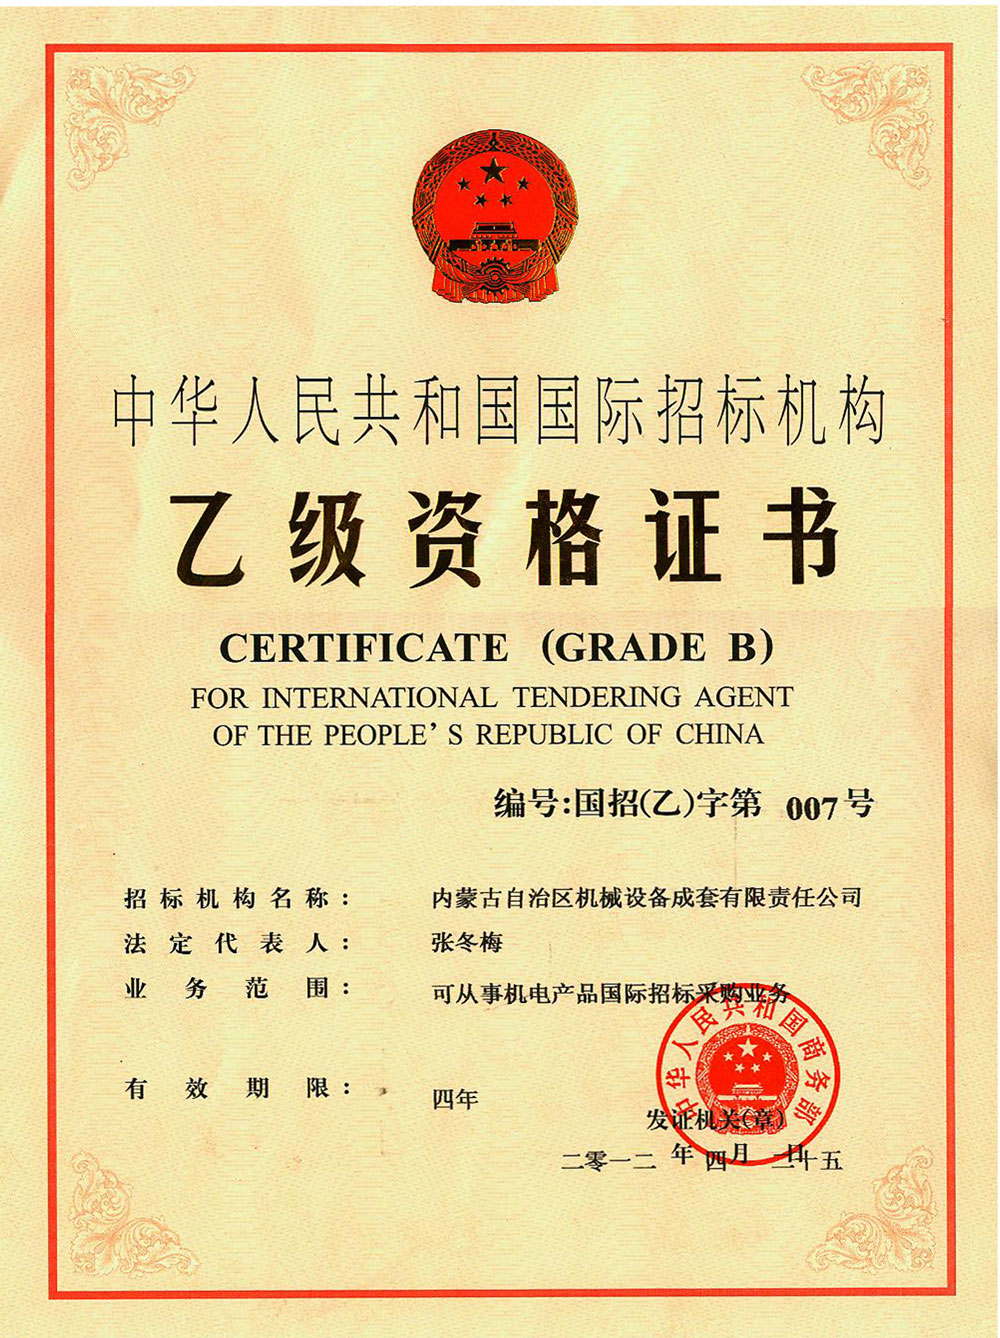 中华人民共和国国际招标机构
乙级资格证书
CERTIFICATE (GRADE B)
FOR INTERNATIONAL TENDERING AGENT
OF THE PEOPLE'S REPUBLIC OF CHINA
编号:国招(乙)字第 007号
招标机构名称: 内蒙古自治区机械设备成套有限责任公司
法定代表人: 张冬梅
业务范围: 可从事机电产品国际招标采购业务
中华人民共和国商务部
有效期限: 四年
发证机关(章)
二零一二 年 四月 二十五日